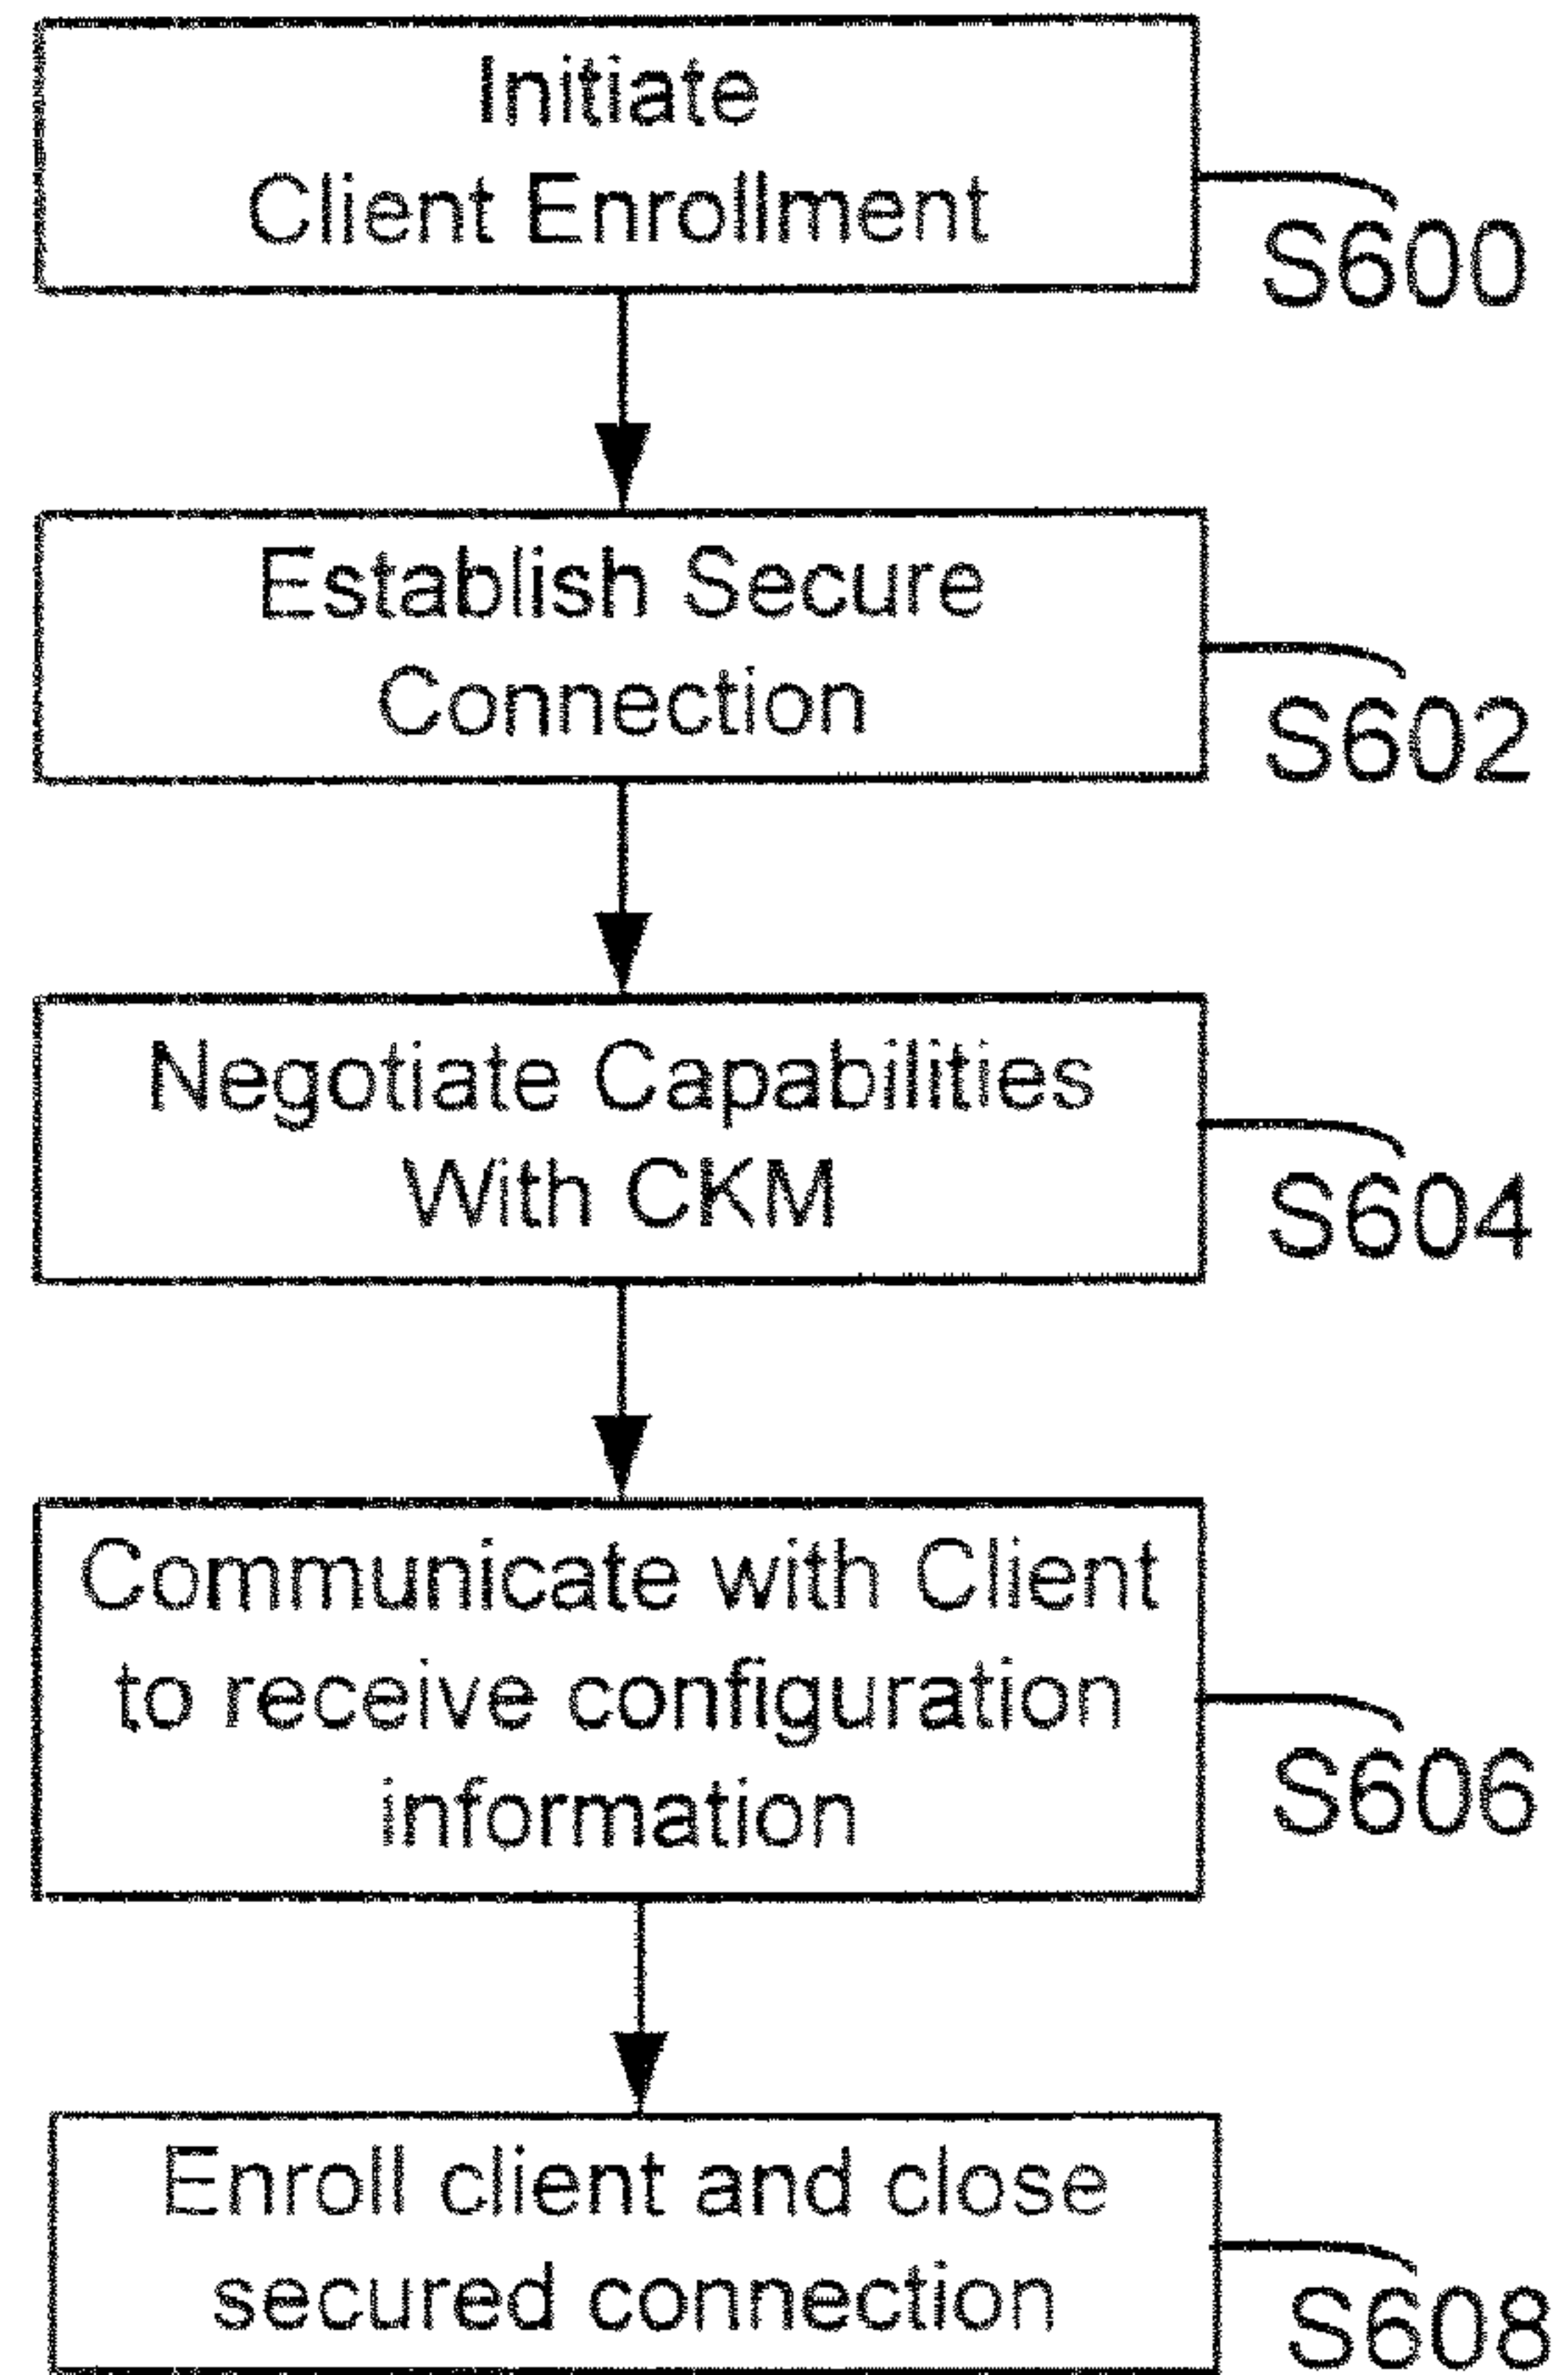 Initiate
Client Enrollment
S600
Establish Secure
Connection
S602
Negotiate Capabilities
With CKM
S604
Communicate with Client
to receive configuration
information
S606
Enroll client and close
secured connection
S608